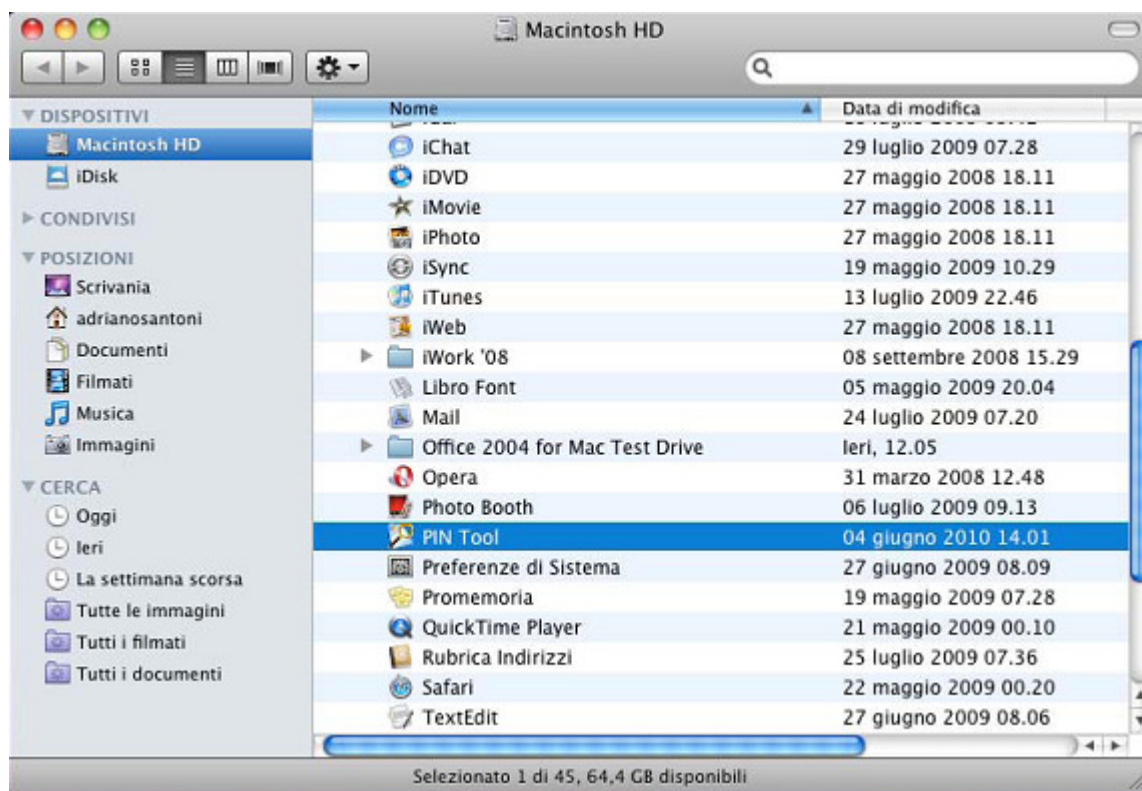 Macintosh HD
Nome Data di modifica
DISPOSITIVI
Macintosh HD
iDisk
CONDIVISI
POSIZIONI
Scrivania
adrianosantoni
Documenti
Filmati
Musica
Immagini
CERCA
Oggi
Ieri
La settimana scorsa
Tutte le immagini
Tutti i filmati
Tutti i documenti
iChat 29 luglio 2009 07.28
iDVD 27 maggio 2008 18.11
iMovie 27 maggio 2008 18.11
iPhoto 27 maggio 2008 18.11
iSync 19 maggio 2009 10.29
iTunes 13 luglio 2009 22.46
iWeb 27 maggio 2008 18.11
iWork '08 08 settembre 2008 15.29
Libro Font 05 maggio 2009 20.04
Mail 24 luglio 2009 07.20
Office 2004 for Mac Test Drive Ieri, 12.05
Opera 31 marzo 2008 12.48
Photo Booth 06 luglio 2009 09.13
PIN Tool 04 giugno 2010 14.01
Preferenze di Sistema 27 giugno 2009 08.09
Promemoria 19 maggio 2009 07.28
QuickTime Player 21 maggio 2009 00.10
Rubrica Indirizzi 25 luglio 2009 07.36
Safari 22 maggio 2009 00.20
TextEdit 27 giugno 2009 08.06
Selezionato 1 di 45, 64,4 GB disponibili